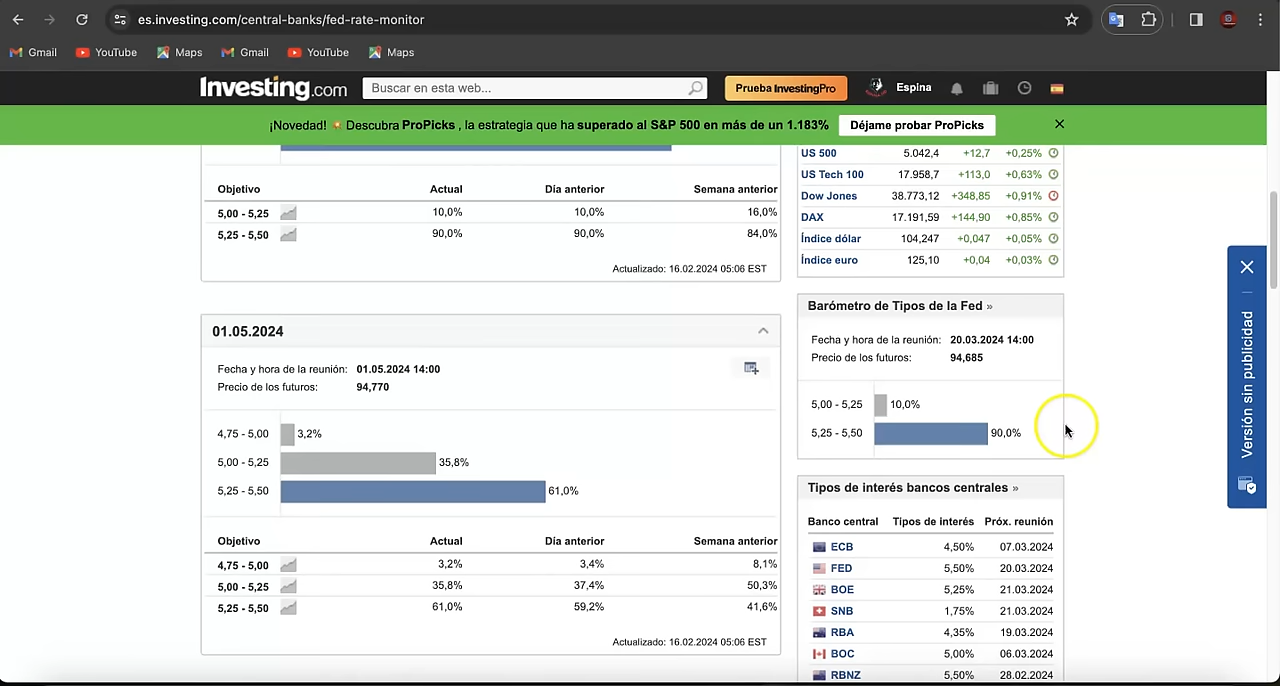 es.investing.com/central-banks/fed-rate-monitor
Gmail YouTube Maps Gmail YouTube Maps
Investing.com Buscar en esta web... Prueba InvestingPro Espina
¡Novedad! Descubra ProPicks , la estrategia que ha superado al S&P 500 en más de un 1.183% Déjame probar ProPicks
Objetivo Actual Día anterior Semana anterior
5,00 - 5,25 10,0% 10,0% 16,0%
5,25 - 5,50 90,0% 90,0% 84,0%
Actualizado: 16.02.2024 05:06 EST
01.05.2024
Fecha y hora de la reunión: 01.05.2024 14:00
Precio de los futuros: 94,770
4,75 - 5,00 3,2%
5,00 - 5,25 35,8%
5,25 - 5,50 61,0%
Objetivo Actual Día anterior Semana anterior
4,75 - 5,00 3,2% 3,4% 8,1%
5,00 - 5,25 35,8% 37,4% 50,3%
5,25 - 5,50 61,0% 59,2% 41,6%
Actualizado: 16.02.2024 05:06 EST
US 500 5.042,4 +12,7 +0,25%
US Tech 100 17.958,7 +113,0 +0,63%
Dow Jones 38.773,12 +348,85 +0,91%
DAX 17.191,59 +144,90 +0,85%
Índice dólar 104,247 +0,047 +0,05%
Índice euro 125,10 +0,04 +0,03%
Barómetro de Tipos de la Fed »
Fecha y hora de la reunión: 20.03.2024 14:00
Precio de los futuros: 94,685
5,00 - 5,25 10,0%
5,25 - 5,50 90,0%
Tipos de interés bancos centrales »
Banco central Tipos de interés Próx. reunión
ECB 4,50% 07.03.2024
FED 5,50% 20.03.2024
BOE 5,25% 21.03.2024
SNB 1,75% 21.03.2024
RBA 4,35% 19.03.2024
BOC 5,00% 06.03.2024
RBNZ 5,50% 28.02.2024
Versión sin publicidad